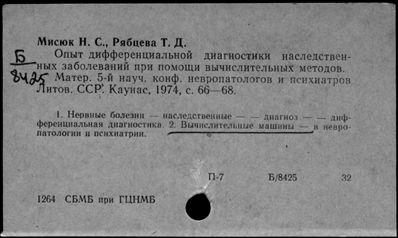 Мисюк Н. С., Рябцева Т. Д.
Опыт дифференциальной диагностики наследствен-
ных заболеваний при помощи вычислительных методов.
Б
8425
Матер. 5-й науч. конф. невропатологов и психиатров
Литов. ССР. Каунас, 1974, с. 66—68.
1. Нервные болезни — наследственные — — диагноз — — диф-
ференциальная диагностика. 2. Вычислительные машины — в невро-
патологии и психиатрии.
П-7 Б/8425 32
1264 СБМБ при ГЦНМБ